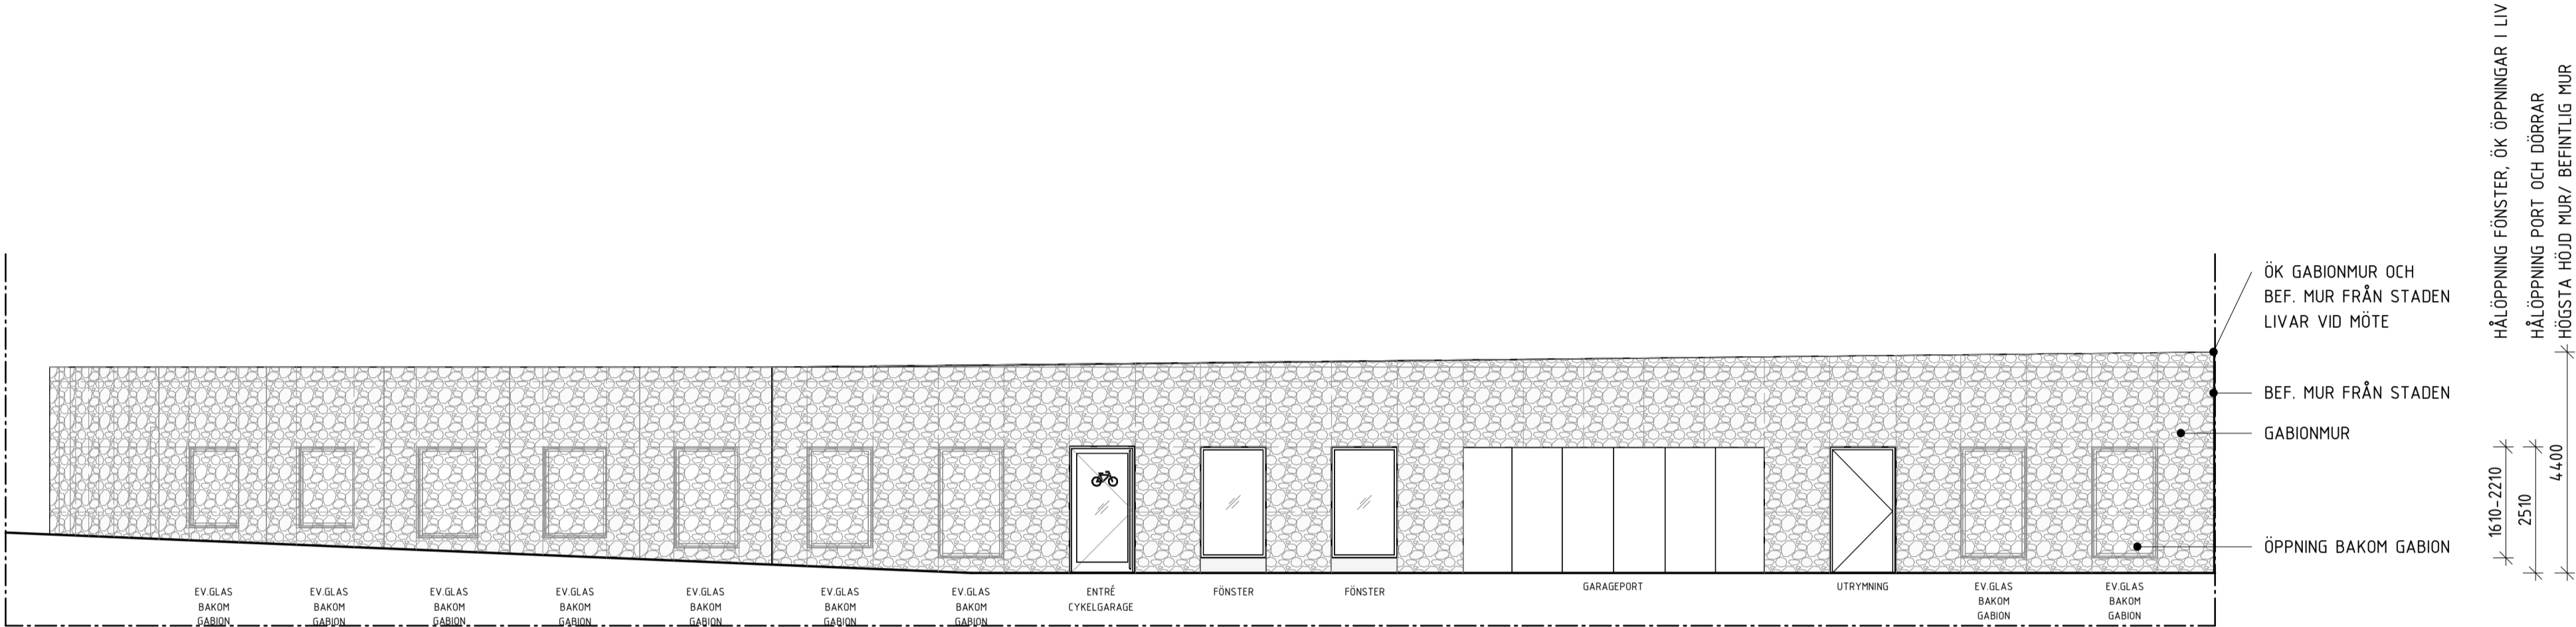 HÅLÖPPNING FÖNSTER, ÖK ÖPPNINGAR I LIV
HÅLÖPPNING PORT OCH DÖRRAR
HÖGSTA HÖJD MUR/ BEFINTLIG MUR
ÖK GABIONMUR OCH
BEF. MUR FRÅN STADEN
LIVAR VID MÖTE
BEF. MUR FRÅN STADEN
GABIONMUR
1610-2210
2510
4400
ÖPPNING BAKOM GABION
EV.GLAS
BAKOM
GABION
EV.GLAS
BAKOM
GABION
EV.GLAS
BAKOM
GABION
EV.GLAS
BAKOM
GABION
EV.GLAS
BAKOM
GABION
EV.GLAS
BAKOM
GABION
EV.GLAS
BAKOM
GABION
ENTRÉ
CYKELGARAGE
FÖNSTER
FÖNSTER
GARAGEPORT
UTRYMNING
EV.GLAS
BAKOM
GABION
EV.GLAS
BAKOM
GABION